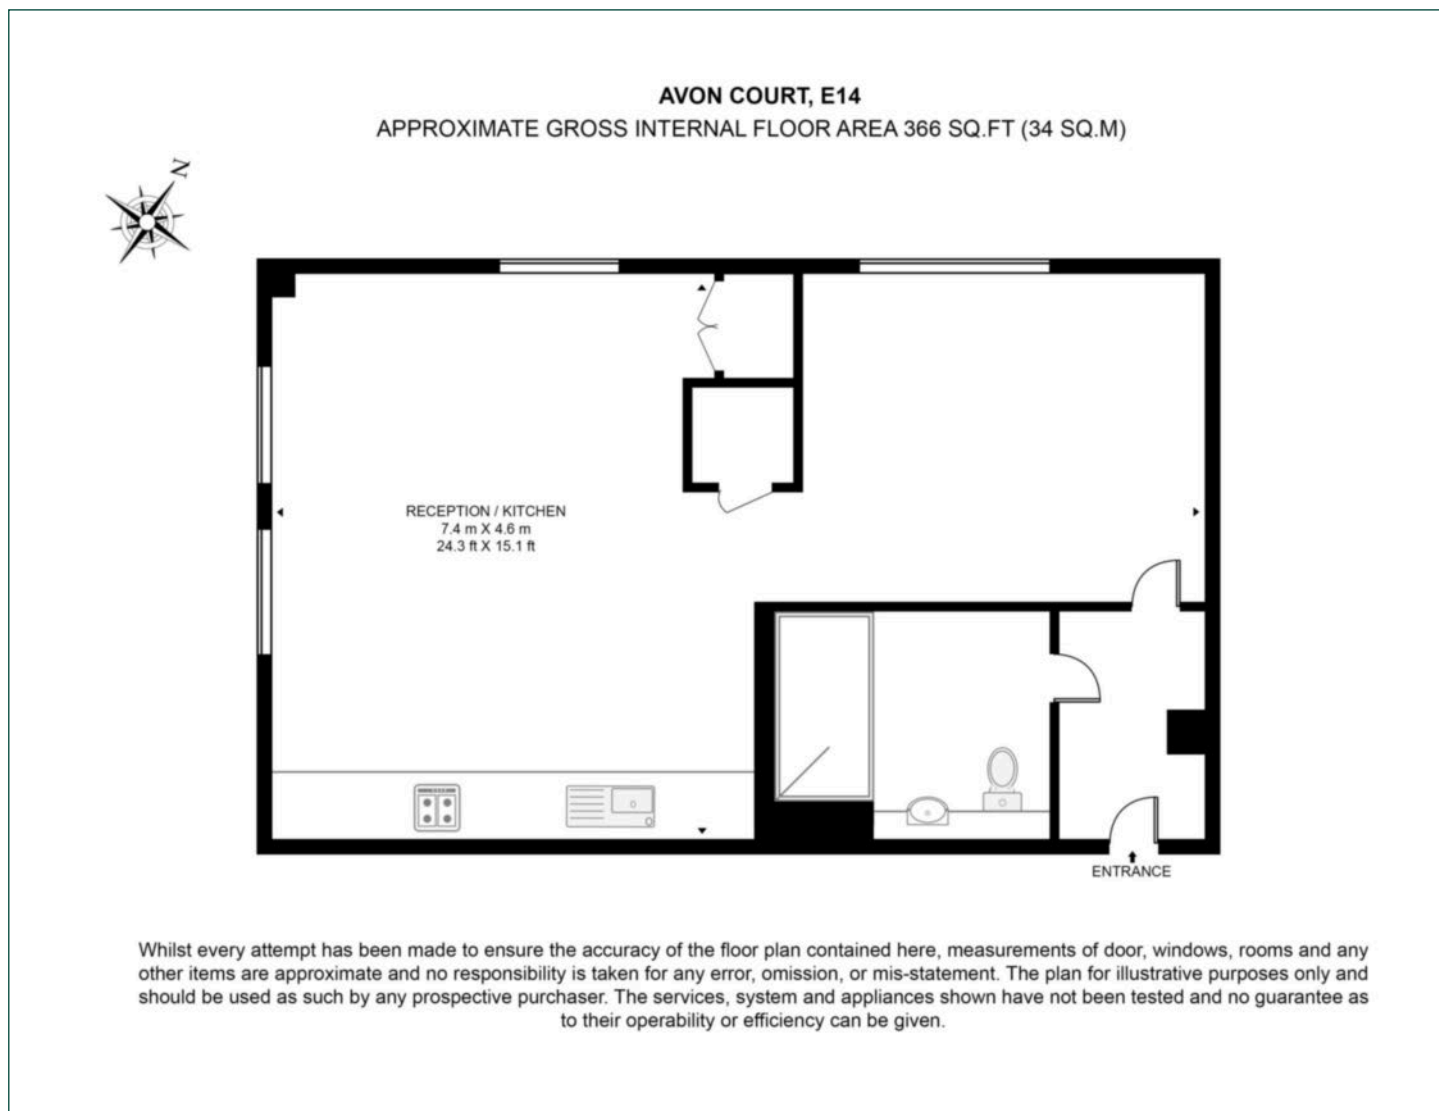 AVON COURT, E14
APPROXIMATE GROSS INTERNAL FLOOR AREA 366 SQ.FT (34 SQ.M)
N
RECEPTION / KITCHEN
7.4 m X 4.6 m
24.3 ft X 15.1 ft
ENTRANCE
Whilst every attempt has been made to ensure the accuracy of the floor plan contained here, measurements of door, windows, rooms and any
other items are approximate and no responsibility is taken for any error, omission, or mis-statement. The plan for illustrative purposes only and
should be used as such by any prospective purchaser. The services, system and appliances shown have not been tested and no guarantee as
to their operability or efficiency can be given.